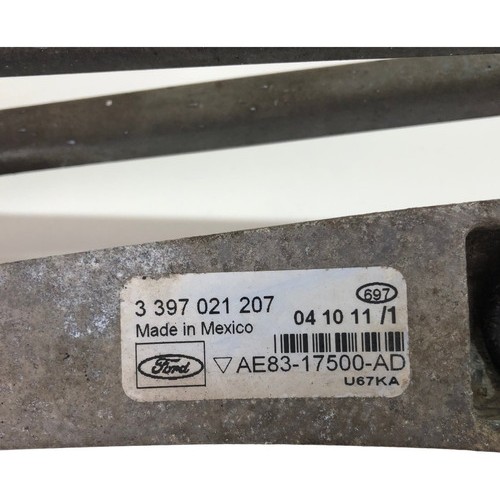 3 397 021 207
697
Made in Mexico
04 10 11 /1
Ford
AE83-17500-AD
U67KA